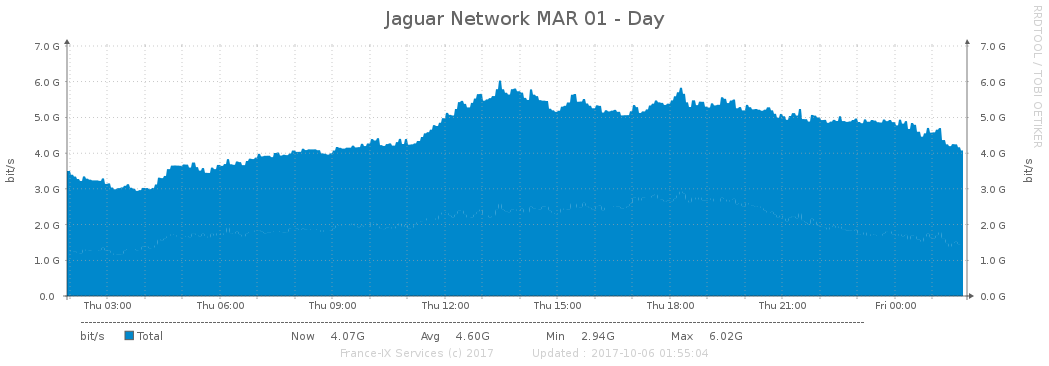 Jaguar Network MAR 01 - Day
RRDTOOL / TOBI OETIKER
7.0 G 7.0 G
6.0 G 6.0 G
5.0 G 5.0 G
4.0 G 4.0 G
3.0 G 3.0 G
2.0 G 2.0 G
1.0 G 1.0 G
0.0 0.0 G
bit/s bit/s
Thu 03:00 Thu 06:00 Thu 09:00 Thu 12:00 Thu 15:00 Thu 18:00 Thu 21:00 Fri 00:00
bit/s Total Now 4.07G Avg 4.60G Min 2.94G Max 6.02G
France-IX Services (c) 2017 Updated : 2017-10-06 01:55:04